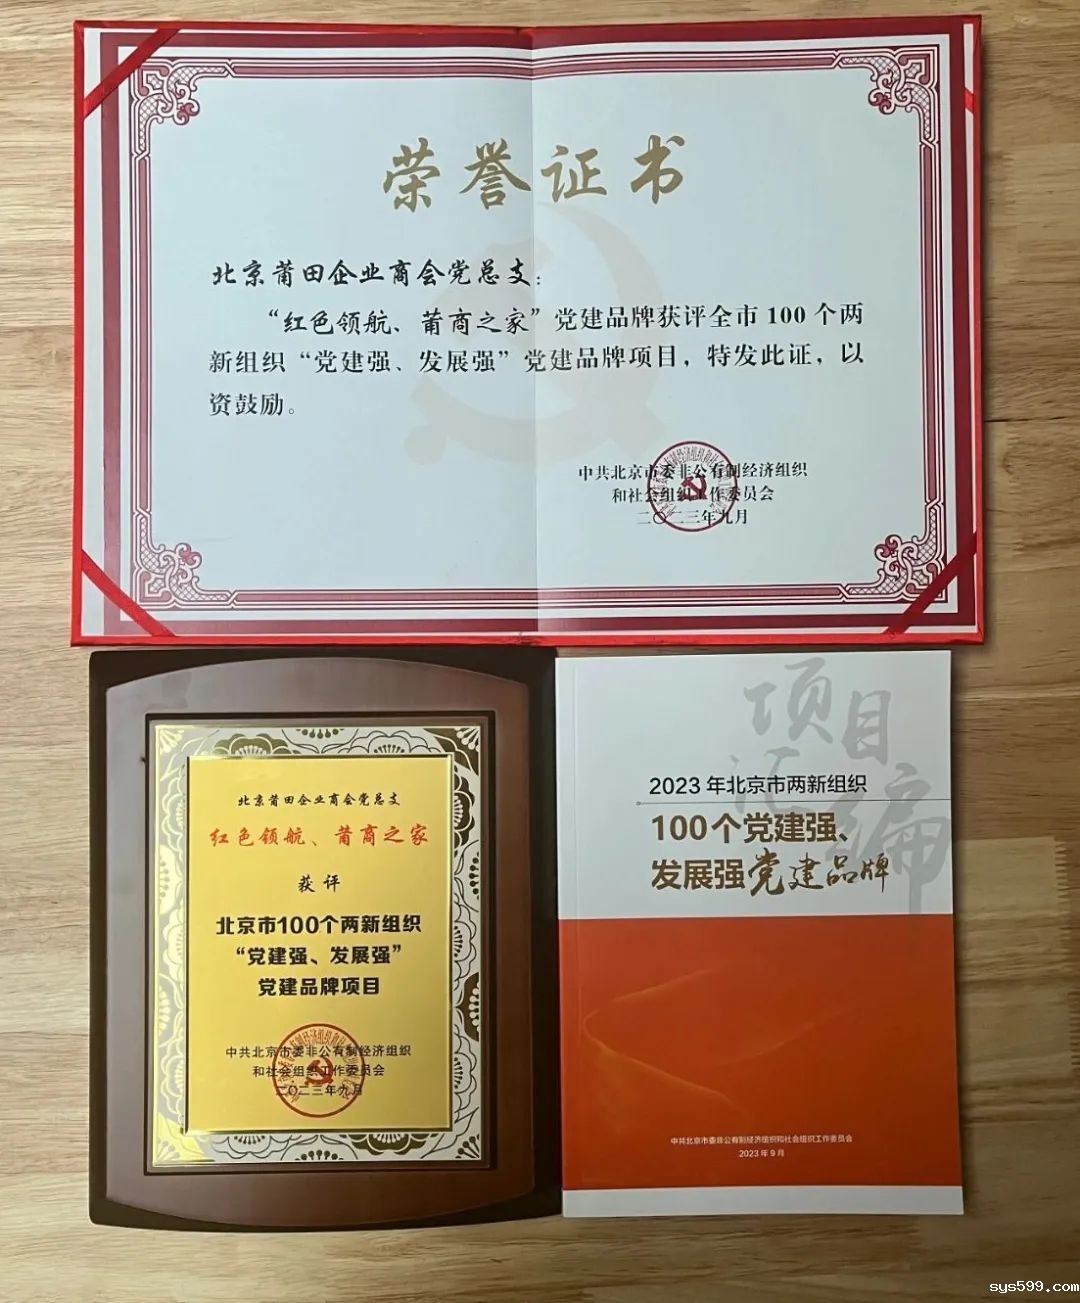 荣誉证书
北京莆田企业商会党总支：
“红色领航、莆商之家”党建品牌获评全市100个两
新组织“党建强、发展强”党建品牌项目，特发此证，以
资鼓励。
中共北京市委非公有制经济组织
和社会组织工作委员会
二〇二三年九月
北京莆田企业商会党总支
红色领航、莆商之家
获评
北京市100个两新组织
“党建强、发展强”
党建品牌项目
中共北京市委非公有制经济组织
和社会组织工作委员会
二〇二三年九月
项目
汇编
2023年北京市两新组织
100个党建强、
发展强党建品牌
中共北京市委非公有制经济组织和社会组织工作委员会
2023年9月
sys599.com